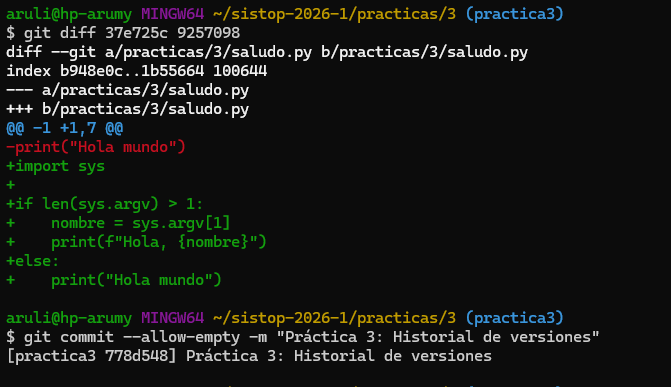 aruli@hp-arumy MINGW64 ~/sistop-2026-1/practicas/3 (practica3)
$ git diff 37e725c 9257098
diff --git a/practicas/3/saludo.py b/practicas/3/saludo.py
index b948e0c..1b55664 100644
--- a/practicas/3/saludo.py
+++ b/practicas/3/saludo.py
@@ -1 +1,7 @@
-print("Hola mundo")
+import sys
+
+if len(sys.argv) > 1:
+    nombre = sys.argv[1]
+    print(f"Hola, {nombre}")
+else:
+    print("Hola mundo")
aruli@hp-arumy MINGW64 ~/sistop-2026-1/practicas/3 (practica3)
$ git commit --allow-empty -m "Práctica 3: Historial de versiones"
[practica3 778d548] Práctica 3: Historial de versiones